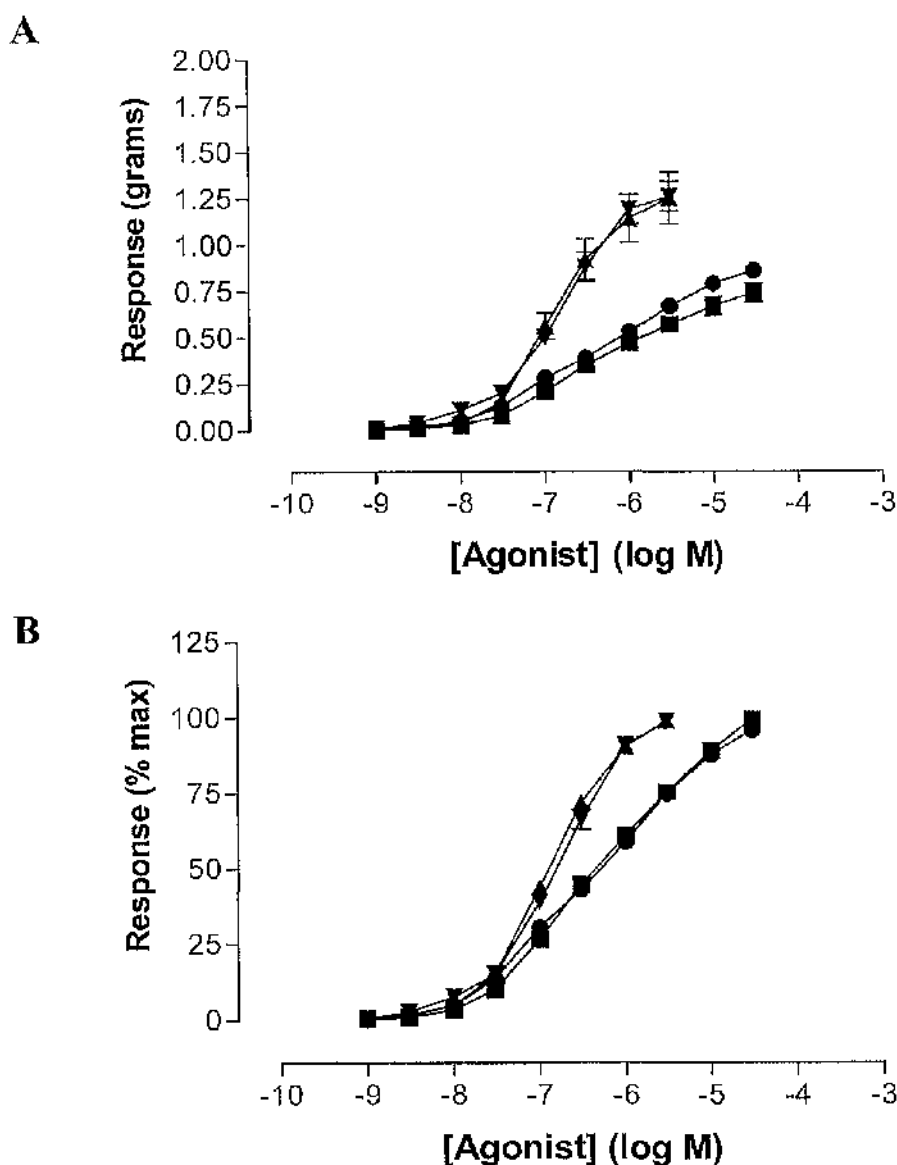 A
2.00
1.75
1.50
1.25
1.00
0.75
0.50
0.25
0.00
Response (grams)
-10 -9 -8 -7 -6 -5 -4 -3
[Agonist] (log M)
B
125
100
75
50
25
0
Response (% max)
-10 -9 -8 -7 -6 -5 -4 -3
[Agonist] (log M)